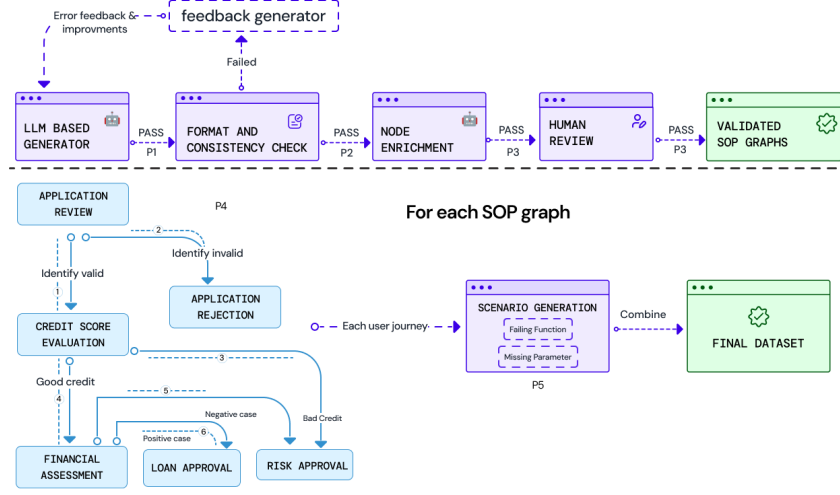 Error feedback &
improvments
feedback generator
Failed
LLM BASED
GENERATOR
PASS
P1
FORMAT AND
CONSISTENCY CHECK
PASS
P2
NODE
ENRICHMENT
PASS
P3
HUMAN
REVIEW
PASS
P3
VALIDATED
SOP GRAPHS
APPLICATION
REVIEW
P4
For each SOP graph
2
Identify invalid
Identify valid
1
APPLICATION
REJECTION
CREDIT SCORE
EVALUATION
3
Good credit
4
5
Negative case
Bad Credit
6
Positive case
FINANCIAL
ASSESSMENT
LOAN APPROVAL
RISK APPROVAL
Each user journey
SCENARIO GENERATION
Failing Function
Missing Parameter
P5
Combine
FINAL DATASET